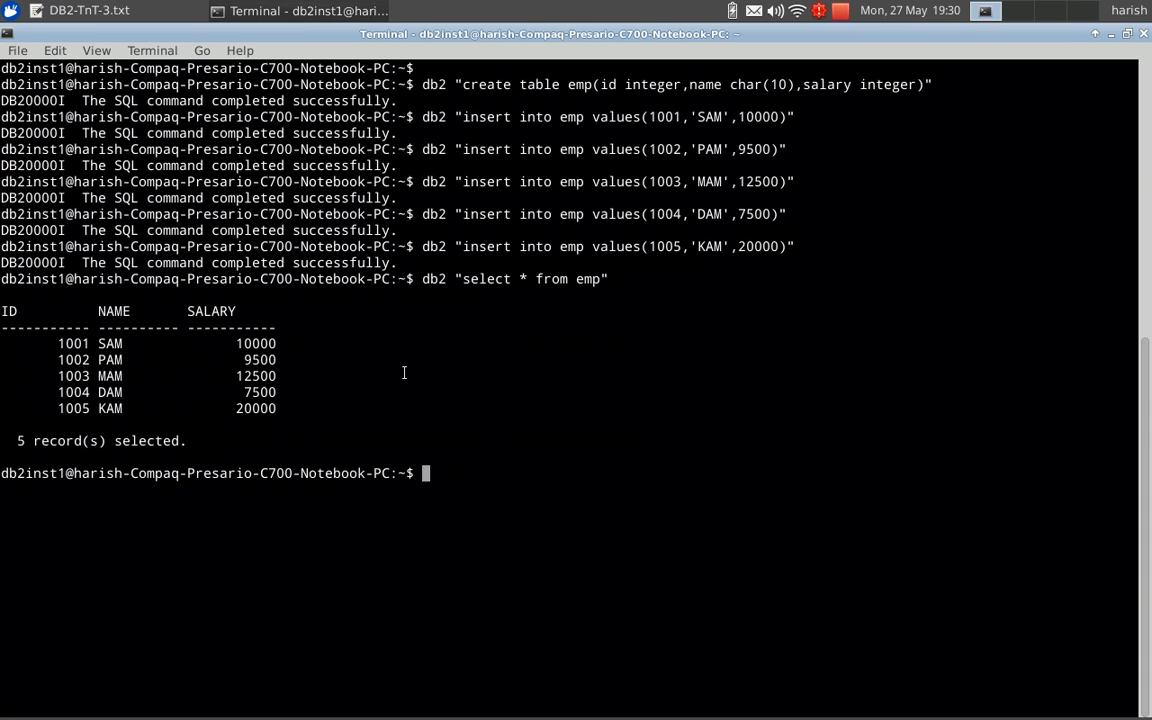 DB2-TnT-3.txt
Terminal - db2inst1@hari...
Mon, 27 May 19:30
harish
Terminal - db2inst1@harish-Compaq-Presario-C700-Notebook-PC: ~
File Edit View Terminal Go Help
db2inst1@harish-Compaq-Presario-C700-Notebook-PC:~$
db2inst1@harish-Compaq-Presario-C700-Notebook-PC:~$ db2 "create table emp(id integer,name char(10),salary integer)"
DB20000I  The SQL command completed successfully.
db2inst1@harish-Compaq-Presario-C700-Notebook-PC:~$ db2 "insert into emp values(1001,'SAM',10000)"
DB20000I  The SQL command completed successfully.
db2inst1@harish-Compaq-Presario-C700-Notebook-PC:~$ db2 "insert into emp values(1002,'PAM',9500)"
DB20000I  The SQL command completed successfully.
db2inst1@harish-Compaq-Presario-C700-Notebook-PC:~$ db2 "insert into emp values(1003,'MAM',12500)"
DB20000I  The SQL command completed successfully.
db2inst1@harish-Compaq-Presario-C700-Notebook-PC:~$ db2 "insert into emp values(1004,'DAM',7500)"
DB20000I  The SQL command completed successfully.
db2inst1@harish-Compaq-Presario-C700-Notebook-PC:~$ db2 "insert into emp values(1005,'KAM',20000)"
DB20000I  The SQL command completed successfully.
db2inst1@harish-Compaq-Presario-C700-Notebook-PC:~$ db2 "select * from emp"
ID          NAME       SALARY
----------- ---------- -----------
       1001 SAM              10000
       1002 PAM               9500
       1003 MAM              12500
       1004 DAM               7500
       1005 KAM              20000
  5 record(s) selected.
db2inst1@harish-Compaq-Presario-C700-Notebook-PC:~$